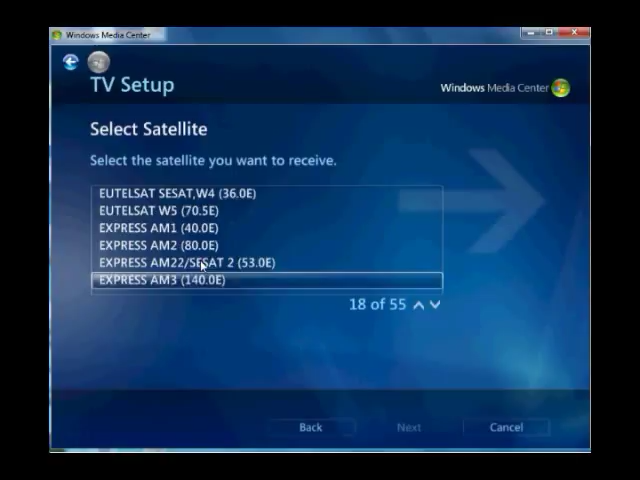 Windows Media Center
TV Setup
Windows Media Center
Select Satellite
Select the satellite you want to receive.
EUTELSAT SESAT,W4 (36.0E)
EUTELSAT W5 (70.5E)
EXPRESS AM1 (40.0E)
EXPRESS AM2 (80.0E)
EXPRESS AM22/SESAT 2 (53.0E)
EXPRESS AM3 (140.0E)
18 of 55
Back
Next
Cancel